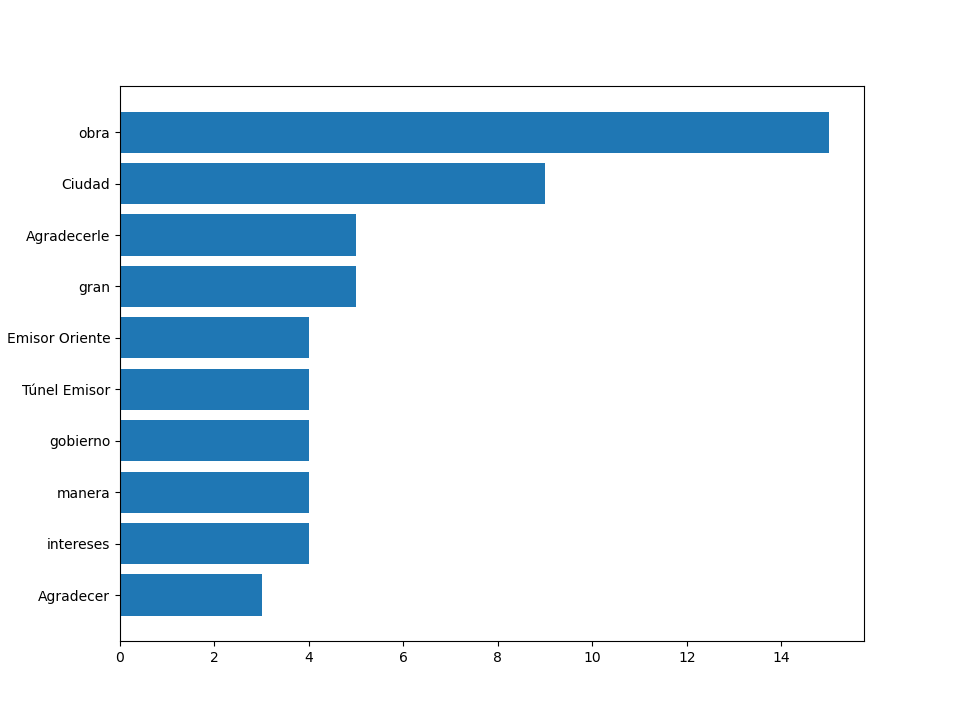 obra
Ciudad
Agradecerle
gran
Emisor Oriente
Túnel Emisor
gobierno
manera
intereses
Agradecer
0 2 4 6 8 10 12 14